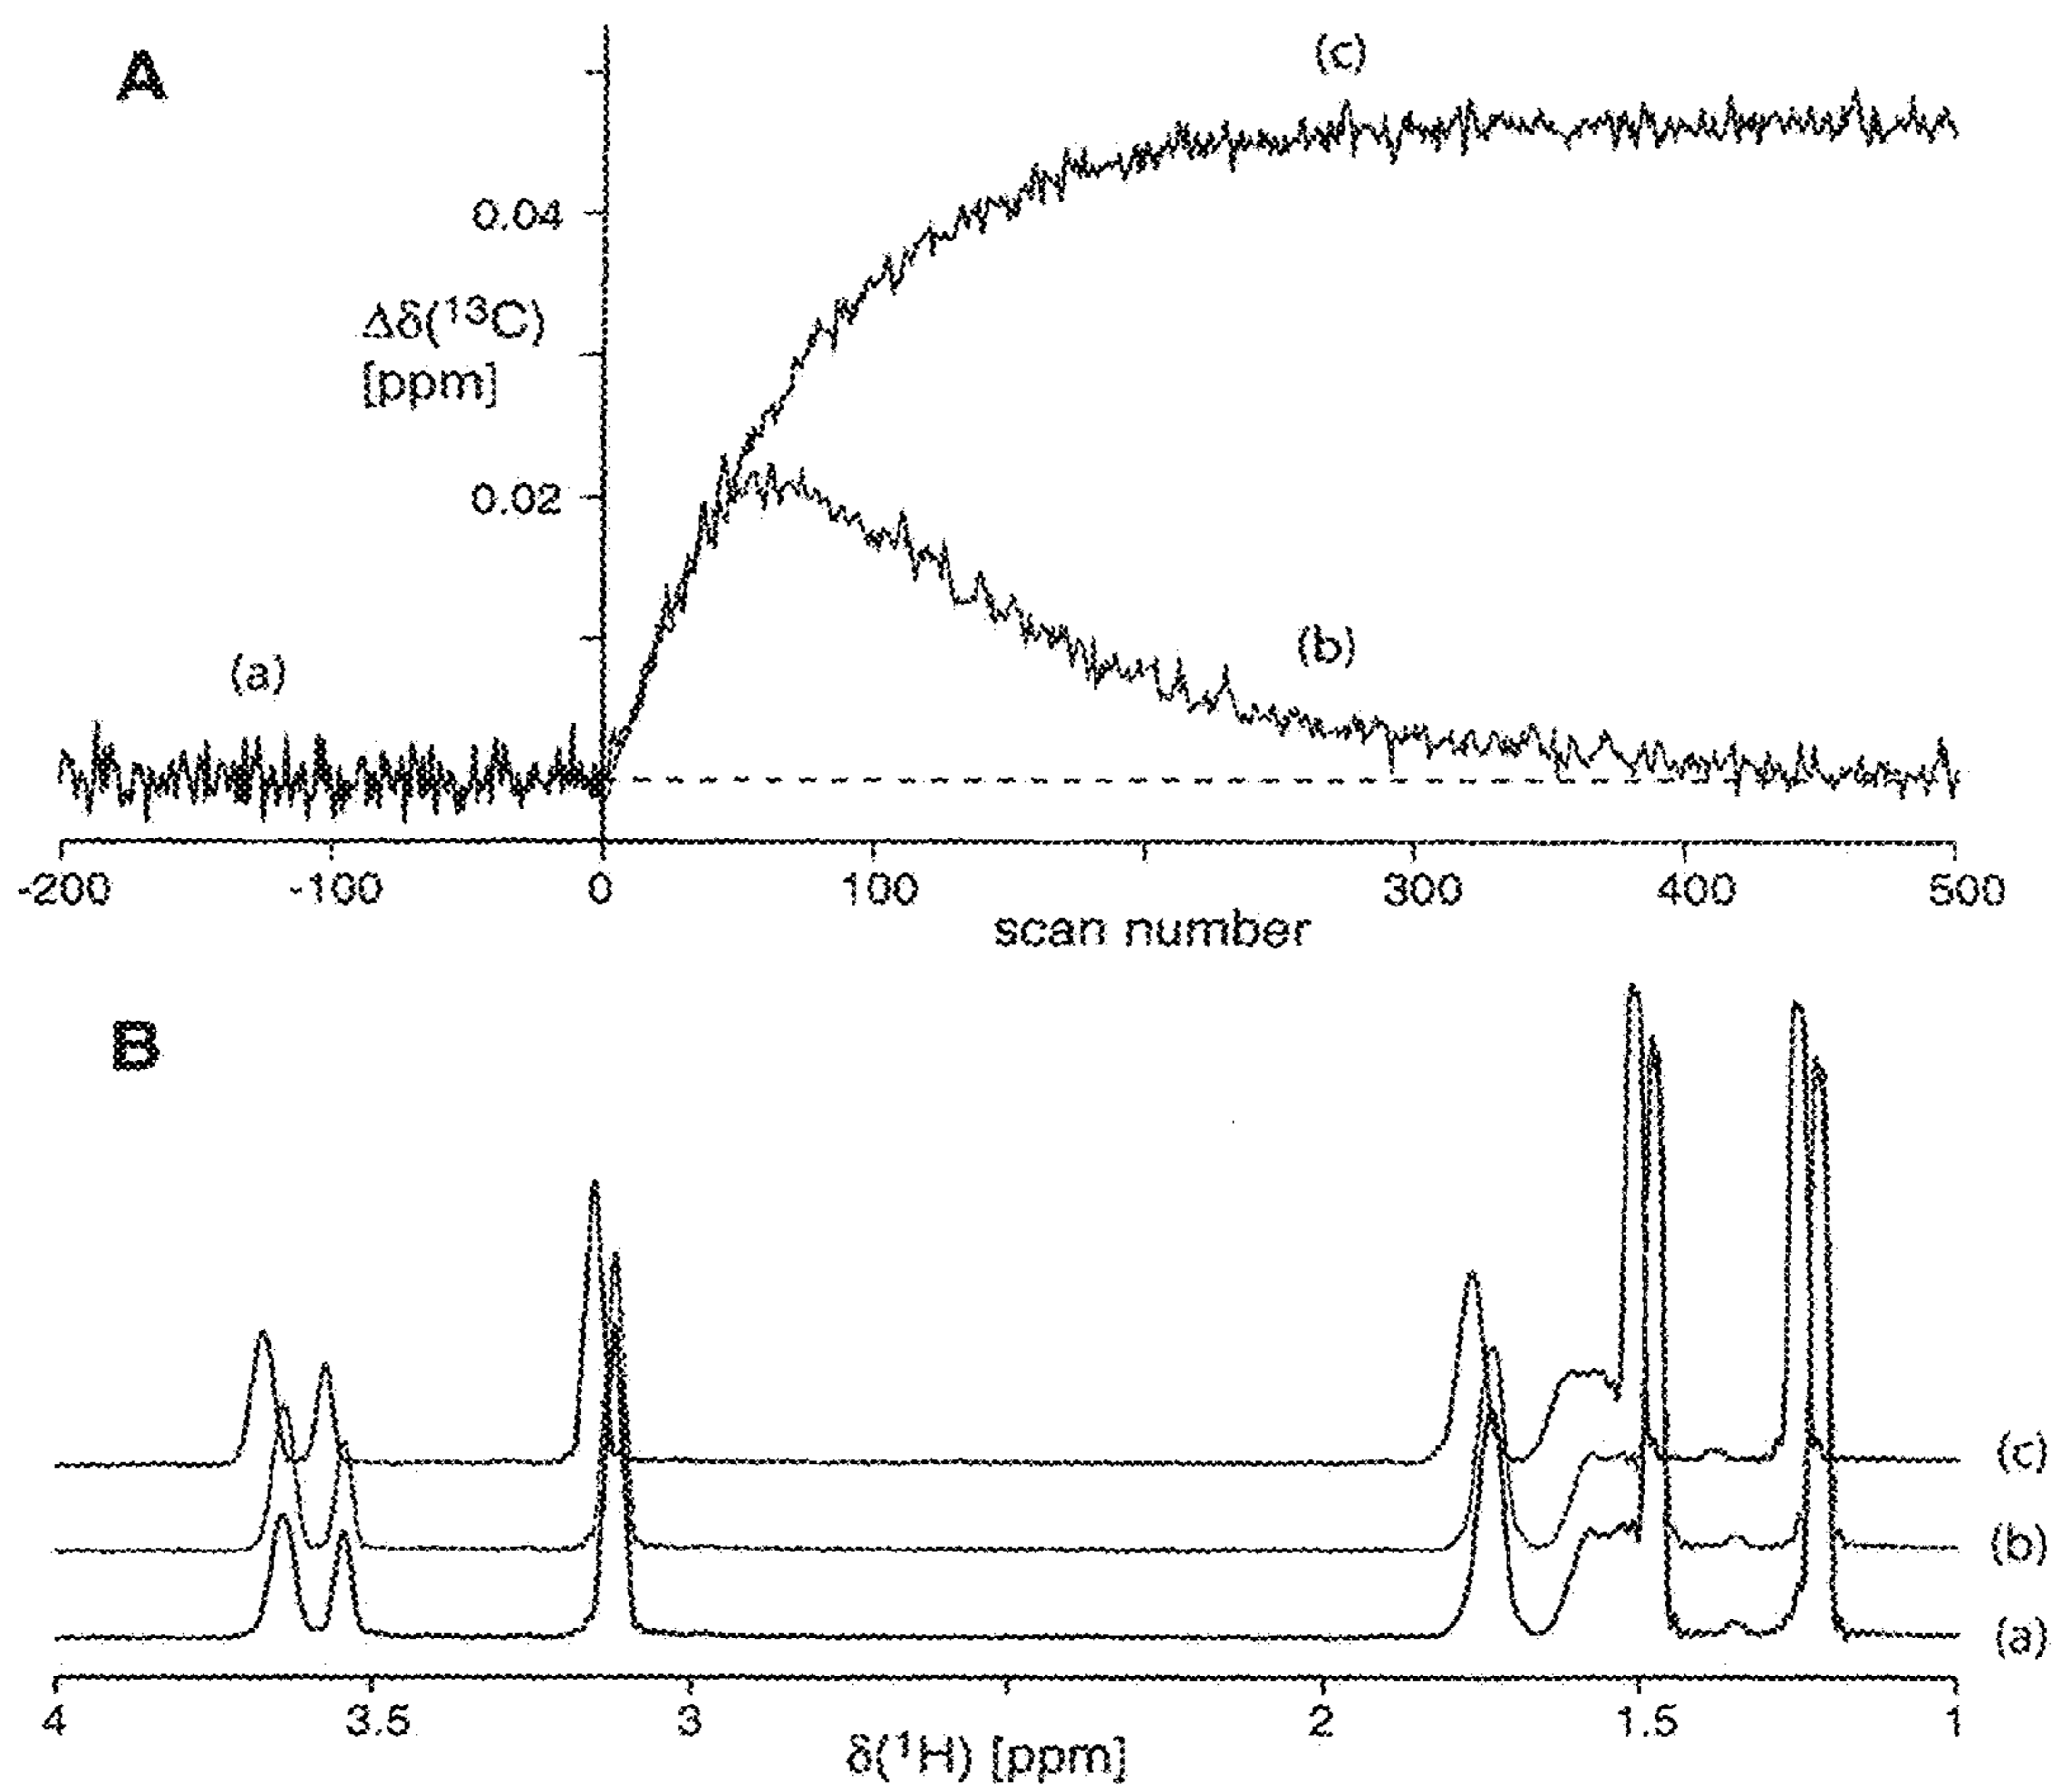 A
(c)
0.04
Δδ(¹³C)
[ppm]
0.02
(a)
(b)
-200 -100 0 100 300 400 500
scan number
B
(c)
(b)
(a)
4 3.5 3 2 1.5 1
δ(¹H) [ppm]